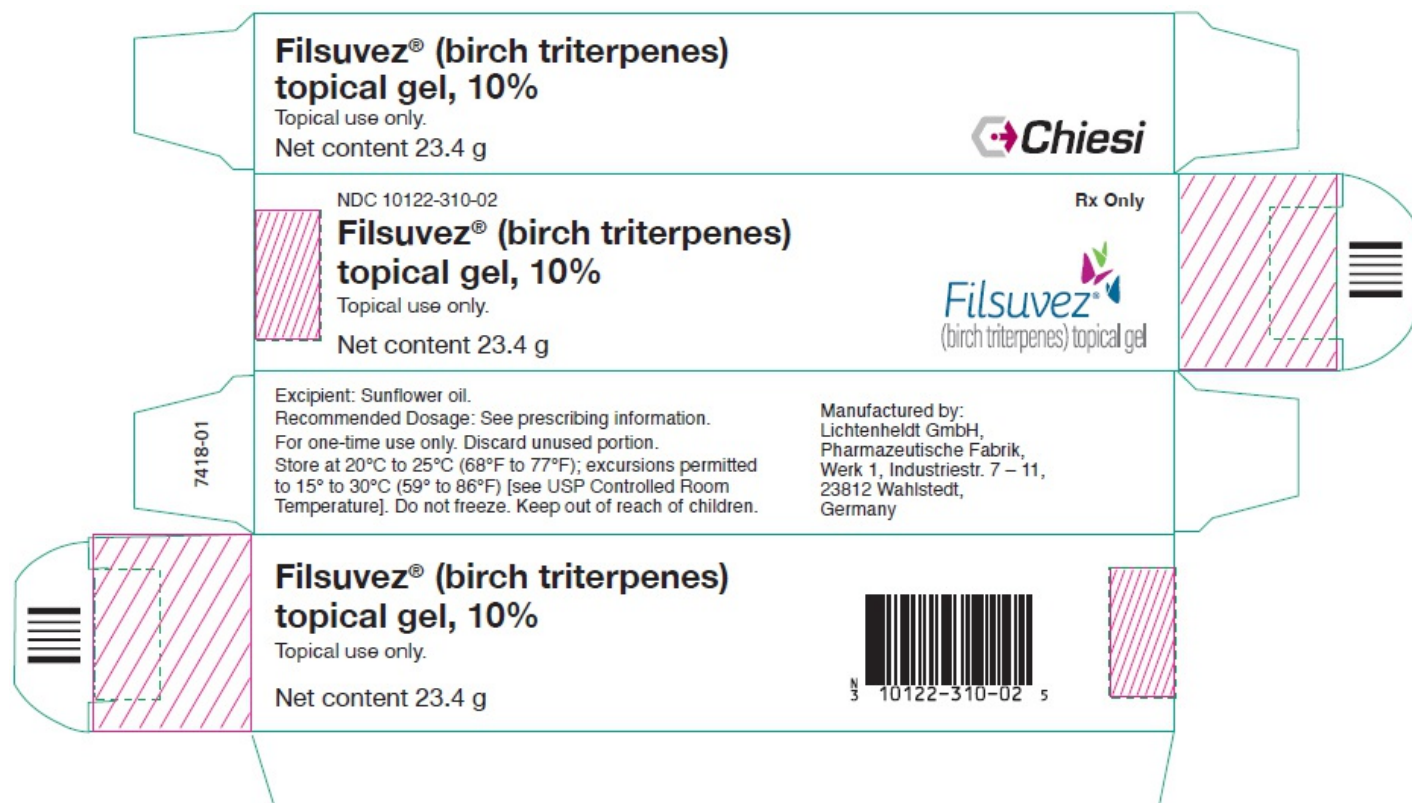 Filsuvez® (birch triterpenes)
topical gel, 10%
Topical use only.
Net content 23.4 g
Chiesi
NDC 10122-310-02
Rx Only
Filsuvez® (birch triterpenes)
topical gel, 10%
Topical use only.
Net content 23.4 g
Filsuvez®
(birch triterpenes) topical gel
7418-01
Excipient: Sunflower oil.
Recommended Dosage: See prescribing information.
For one-time use only. Discard unused portion.
Store at 20°C to 25°C (68°F to 77°F); excursions permitted
to 15° to 30°C (59° to 86°F) [see USP Controlled Room
Temperature]. Do not freeze. Keep out of reach of children.
Manufactured by:
Lichtenheldt GmbH,
Pharmazeutische Fabrik,
Werk 1, Industriestr. 7 – 11,
23812 Wahlstedt,
Germany
Filsuvez® (birch triterpenes)
topical gel, 10%
Topical use only.
Net content 23.4 g
N
3 10122-310-02 5